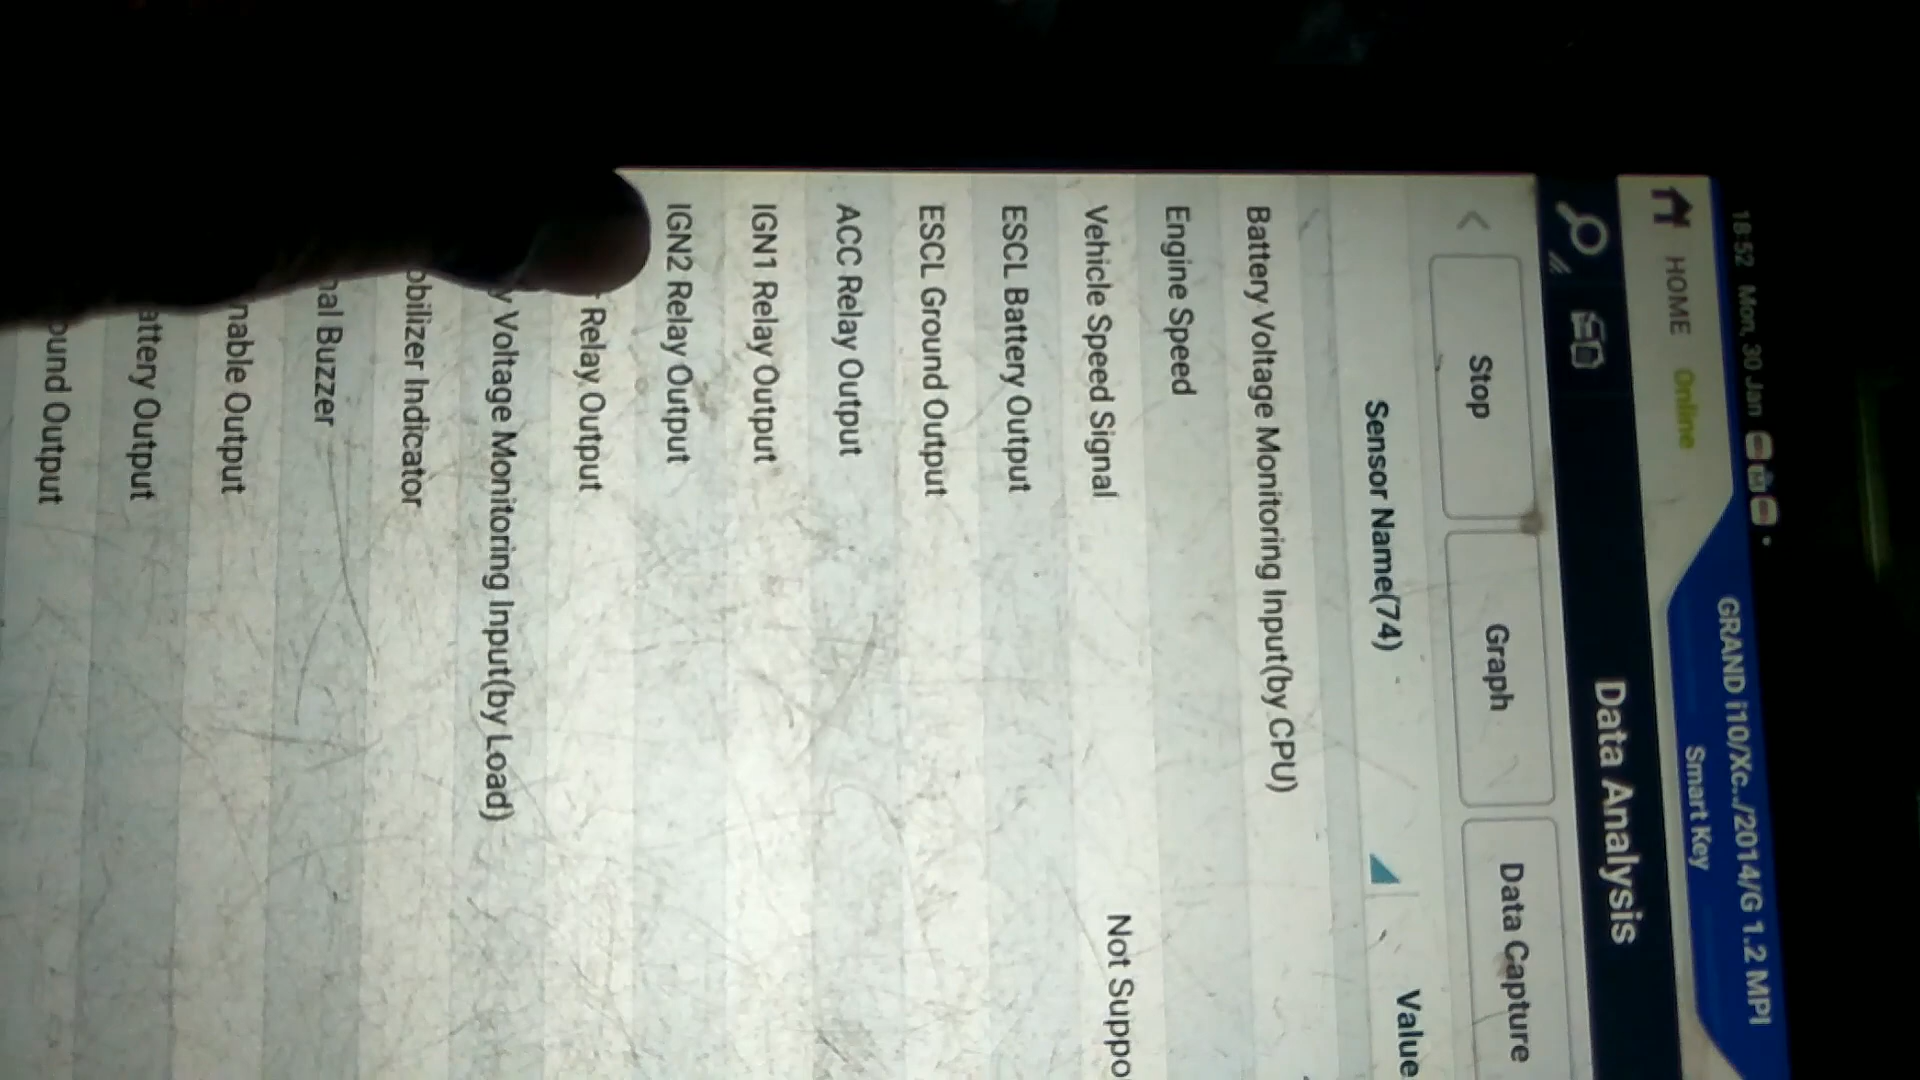 18:52 Mon, 30 Jan
HOME Online GRAND i10/Xc../2014/G 1.2 MPI
Smart Key
Data Analysis
Stop Graph Data Capture
Sensor Name(74) Value
Battery Voltage Monitoring Input(by CPU)
Engine Speed
Vehicle Speed Signal Not Suppo
ESCL Battery Output
ESCL Ground Output
ACC Relay Output
IGN1 Relay Output
IGN2 Relay Output
Relay Output
y Voltage Monitoring Input(by Load)
obilizer Indicator
nal Buzzer
nable Output
attery Output
ound Output